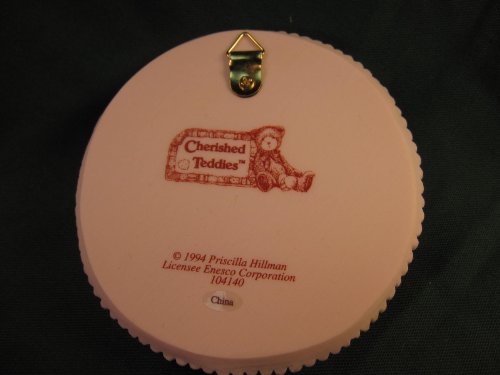 Cherished
Teddies™
© 1994 Priscilla Hillman
Licensee Enesco Corporation
104140
China